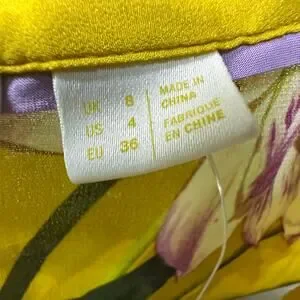 UK 8
US 4
EU 36
MADE IN
CHINA
FABRIQUÉ
EN CHINE